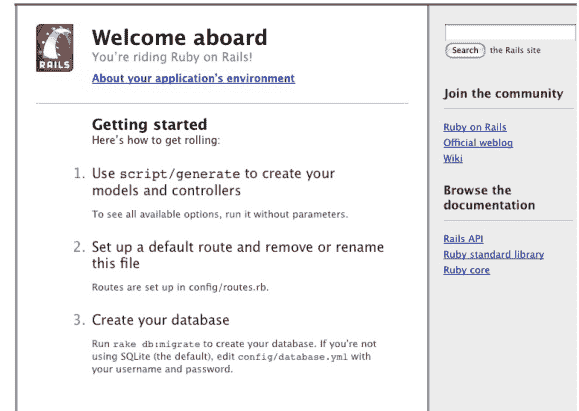 RAILS
Welcome aboard
You're riding Ruby on Rails!
About your application's environment
Getting started
Here's how to get rolling:
1. Use script/generate to create your
models and controllers
To see all available options, run it without parameters.
2. Set up a default route and remove or rename
this file
Routes are set up in config/routes.rb.
3. Create your database
Run rake db:migrate to create your database. If you're not
using SQLite (the default), edit config/database.yml with
your username and password.
Search the Rails site
Join the community
Ruby on Rails
Official weblog
Wiki
Browse the
documentation
Rails API
Ruby standard library
Ruby core